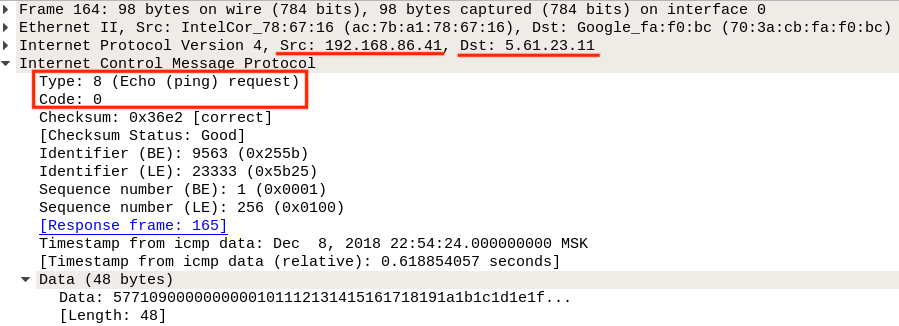 Frame 164: 98 bytes on wire (784 bits), 98 bytes captured (784 bits) on interface 0
Ethernet II, Src: IntelCor_78:67:16 (ac:7b:a1:78:67:16), Dst: Google_fa:f0:bc (70:3a:cb:fa:f0:bc)
Internet Protocol Version 4, Src: 192.168.86.41, Dst: 5.61.23.11
Internet Control Message Protocol
Type: 8 (Echo (ping) request)
Code: 0
Checksum: 0x36e2 [correct]
[Checksum Status: Good]
Identifier (BE): 9563 (0x255b)
Identifier (LE): 23333 (0x5b25)
Sequence number (BE): 1 (0x0001)
Sequence number (LE): 256 (0x0100)
[Response frame: 165]
Timestamp from icmp data: Dec  8, 2018 22:54:24.000000000 MSK
[Timestamp from icmp data (relative): 0.618854057 seconds]
Data (48 bytes)
Data: 577109000000000010111213141516171819​1a1b1c1d1e1f...
[Length: 48]